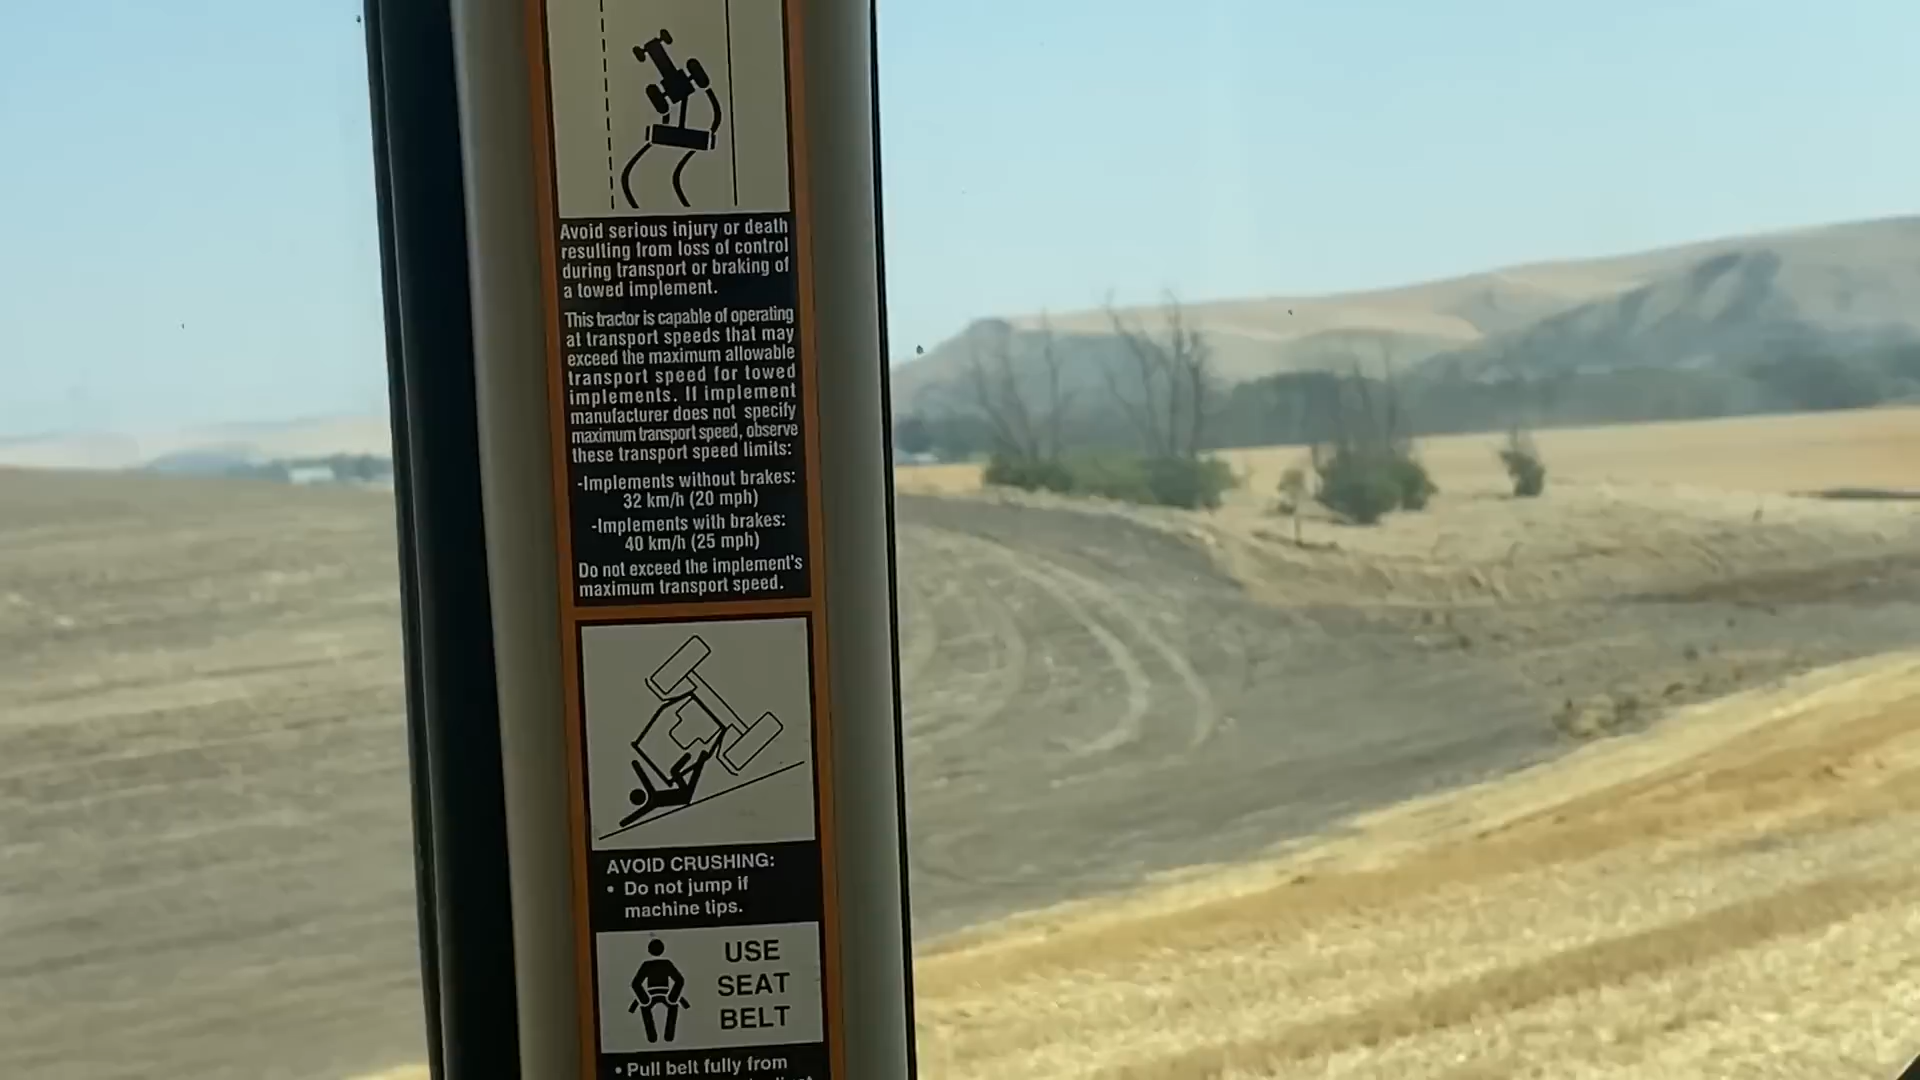 Avoid serious injury or death
resulting from loss of control
during transport or braking of
a towed implement.
This tractor is capable of operating
at transport speeds that may
exceed the maximum allowable
transport speed for towed
implements. If implement
manufacturer does not specify
maximum transport speed, observe
these transport speed limits:
-Implements without brakes:
32 km/h (20 mph)
-Implements with brakes:
40 km/h (25 mph)
Do not exceed the implement's
maximum transport speed.
AVOID CRUSHING:
• Do not jump if
machine tips.
USE
SEAT
BELT
• Pull belt fully from